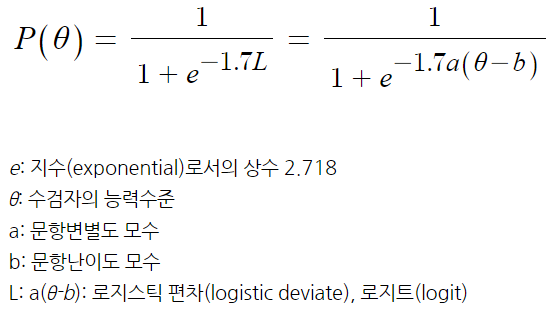 P(θ) = 1 / (1 + e^{-1.7L}) = 1 / (1 + e^{-1.7a(θ-b)})
e: 지수(exponential)로서의 상수 2.718
θ: 수검자의 능력수준
a: 문항변별도 모수
b: 문항난이도 모수
L: a(θ-b): 로지스틱 편차(logistic deviate), 로지트(logit)